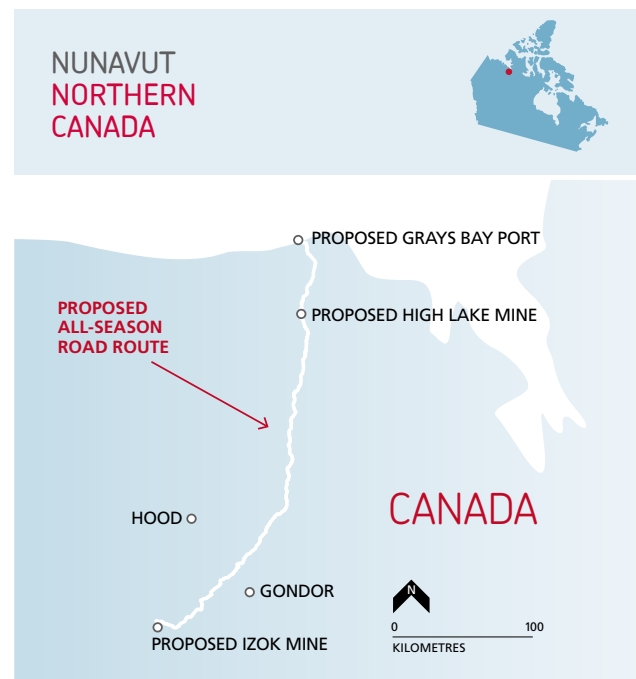 NUNAVUT
NORTHERN
CANADA
PROPOSED GRAYS BAY PORT
PROPOSED HIGH LAKE MINE
PROPOSED
ALL-SEASON
ROAD ROUTE
HOOD
CANADA
GONDOR
N
0 100
PROPOSED IZOK MINE
KILOMETRES